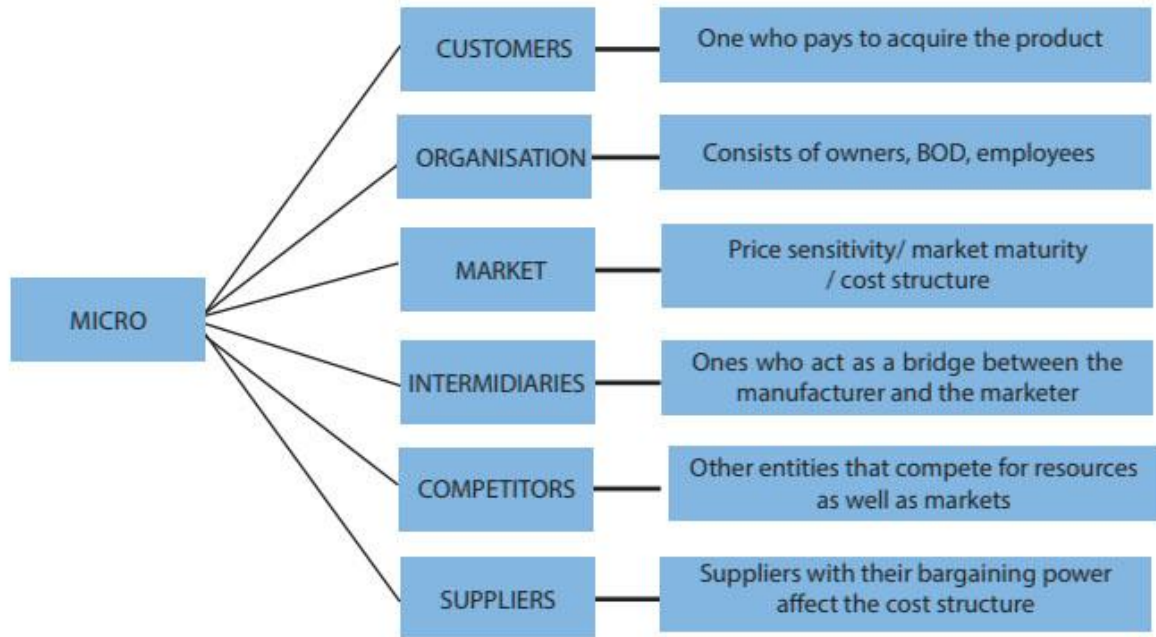 CUSTOMERS
One who pays to acquire the product
ORGANISATION
Consists of owners, BOD, employees
MARKET
Price sensitivity/ market maturity
/ cost structure
MICRO
INTERMIDIARIES
Ones who act as a bridge between the
manufacturer and the marketer
COMPETITORS
Other entities that compete for resources
as well as markets
SUPPLIERS
Suppliers with their bargaining power
affect the cost structure